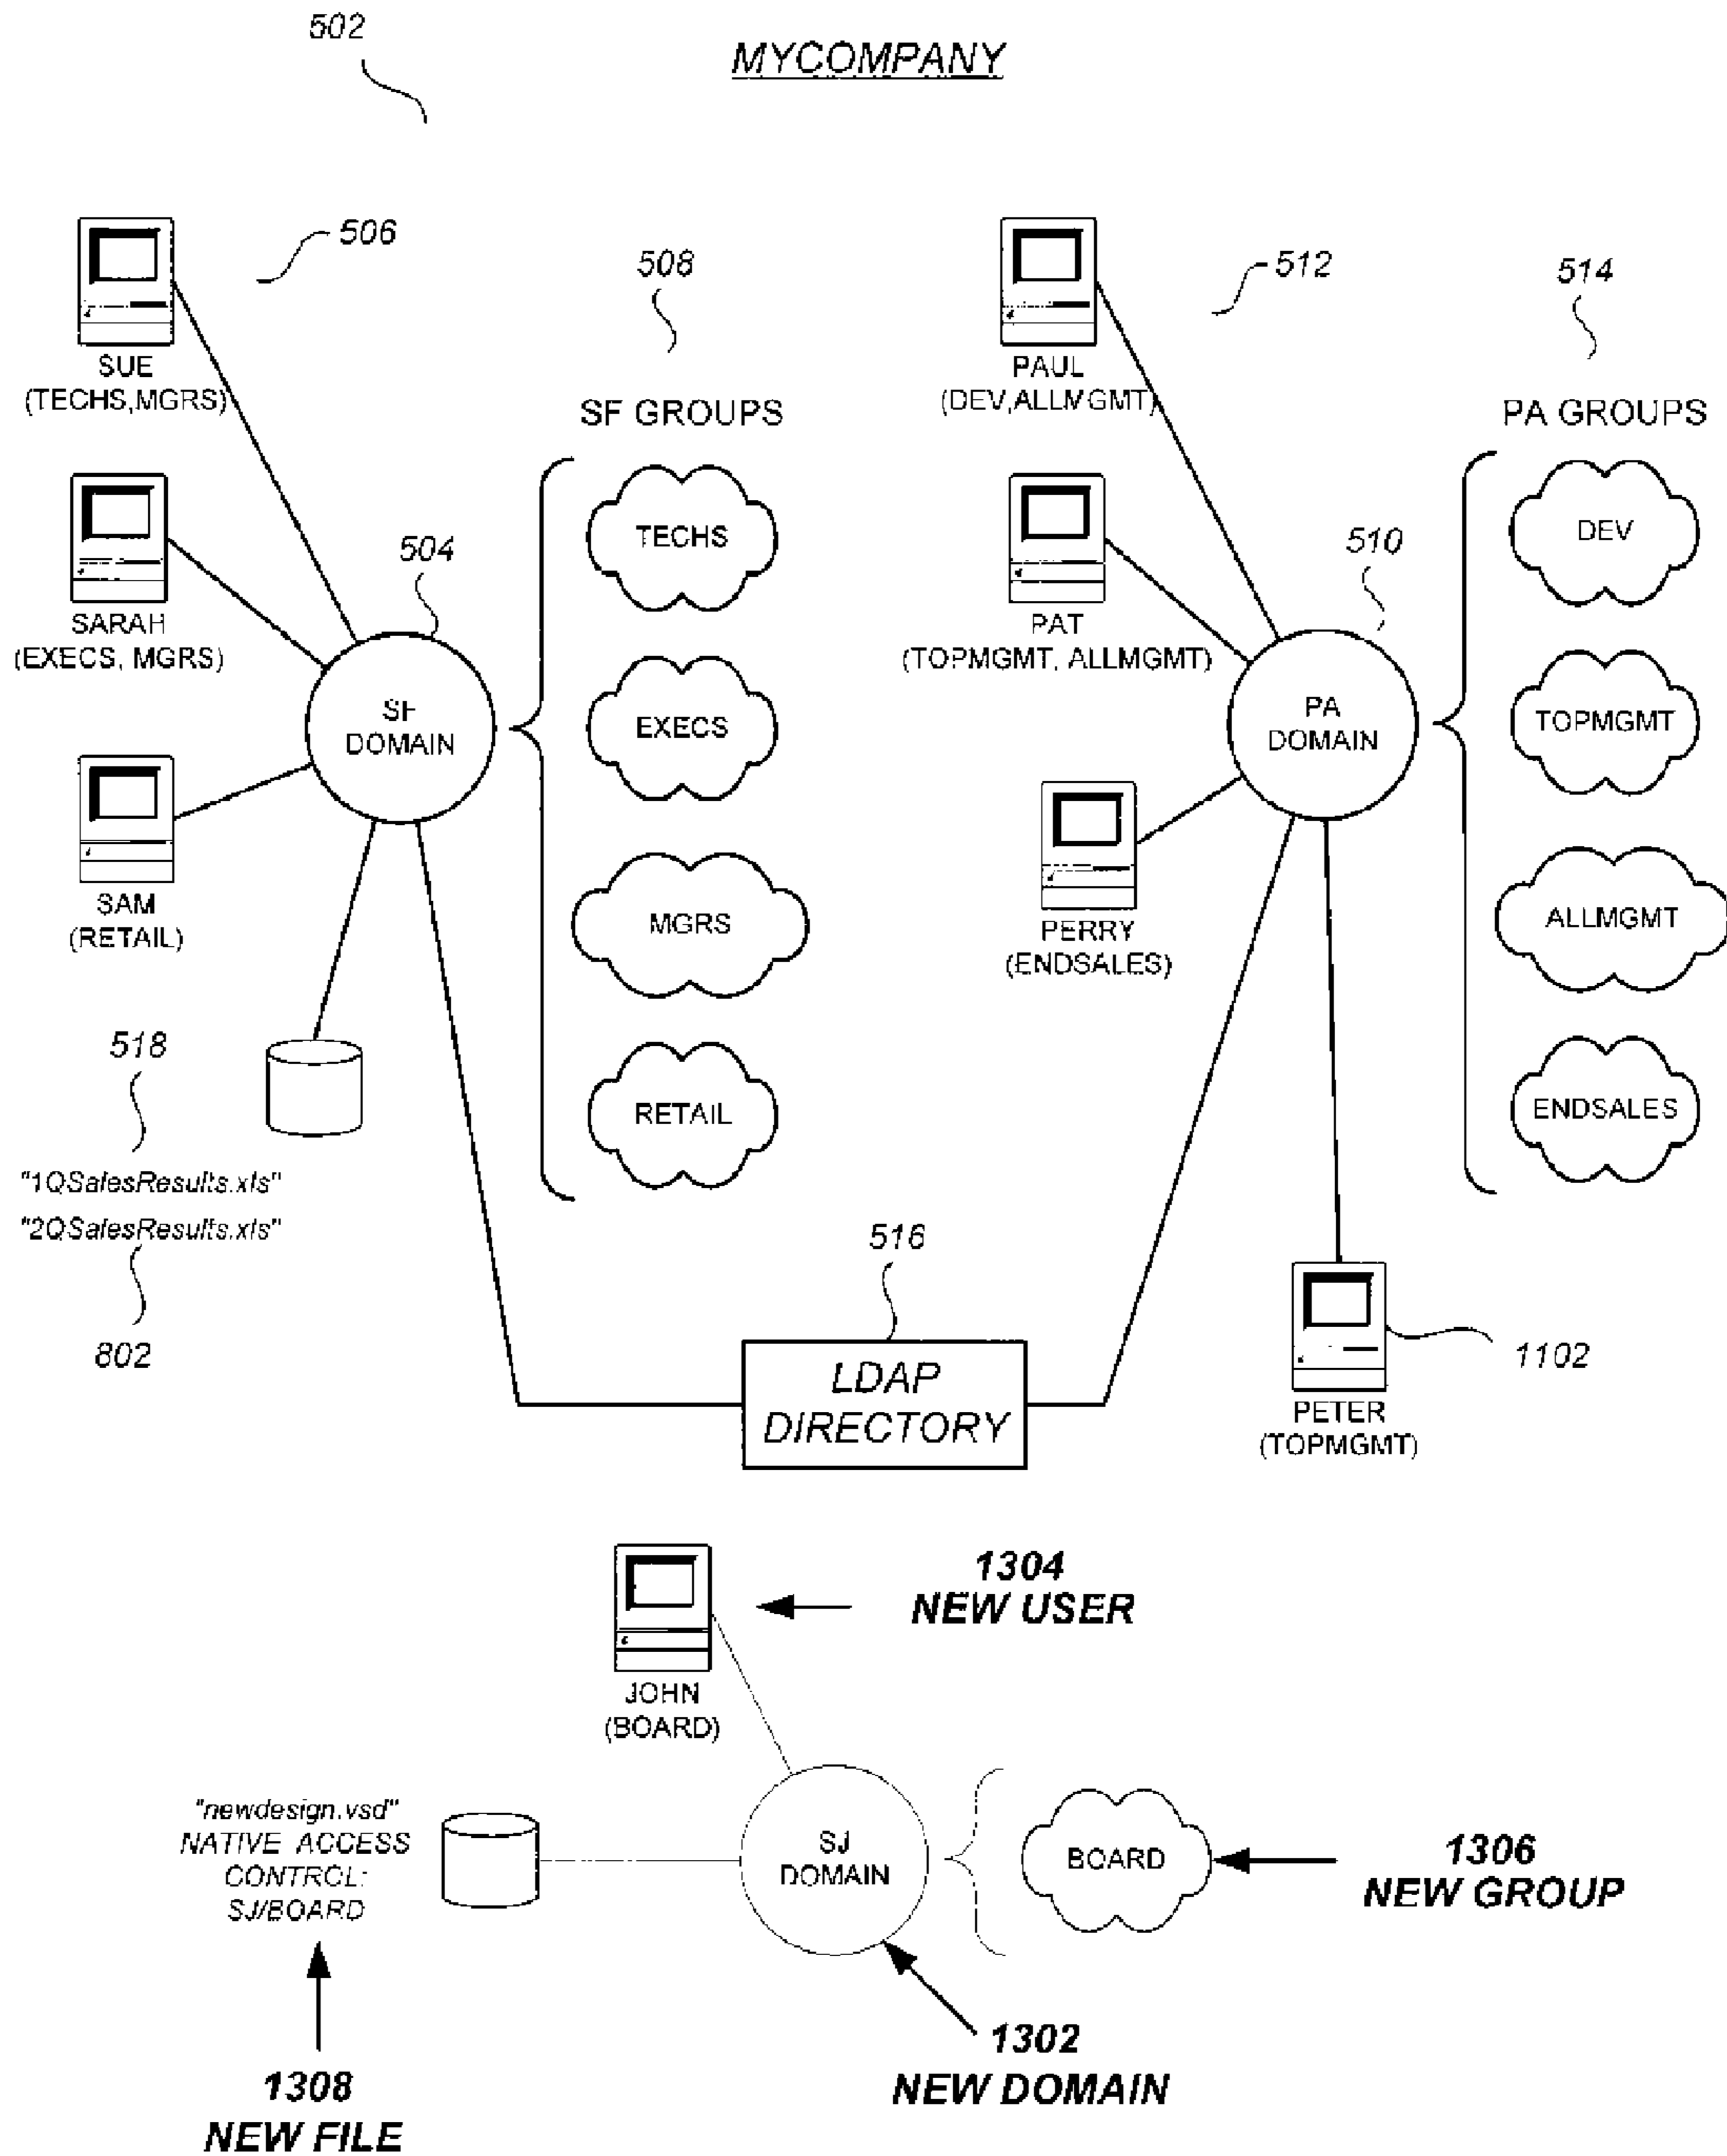 502
MYCOMPANY
506
508
512
514
SUE
(TECHS,MGRS)
SF GROUPS
PAUL
(DEV,ALLMGMT)
PA GROUPS
TECHS
DEV
504
510
SARAH
(EXECS, MGRS)
PAT
(TOPMGMT, ALLMGMT)
SF
DOMAIN
EXECS
PA
DOMAIN
TOPMGMT
SAM
(RETAIL)
MGRS
PERRY
(ENDSALES)
ALLMGMT
518
RETAIL
ENDSALES
"1QSalesResults.xls"
"2QSalesResults.xls"
802
516
LDAP
DIRECTORY
1102
PETER
(TOPMGMT)
1304
NEW USER
JOHN
(BOARD)
"newdesign.vsd"
NATIVE ACCESS
CONTROL:
SJ/BOARD
SJ
DOMAIN
BOARD
1306
NEW GROUP
1302
NEW DOMAIN
1308
NEW FILE